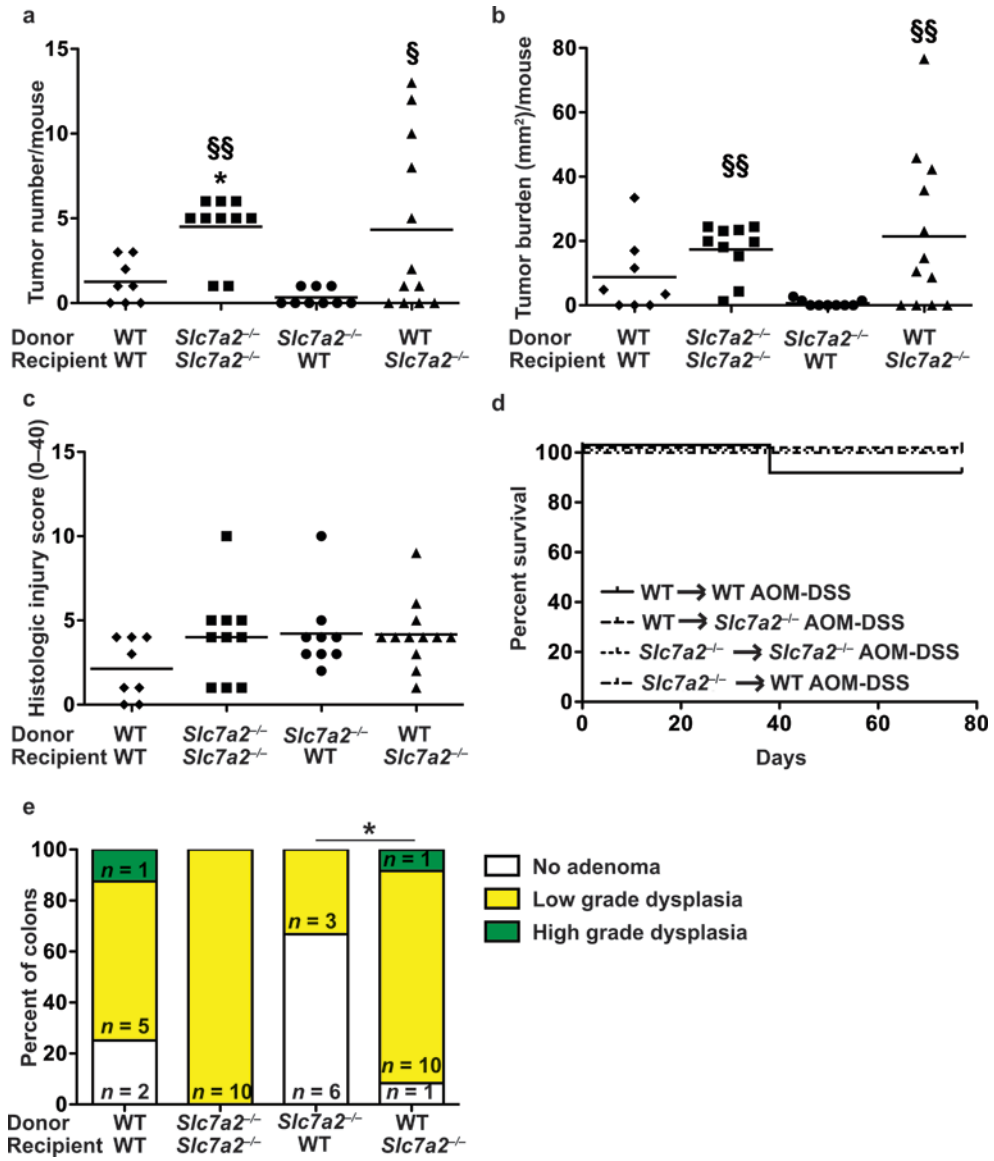 a
Tumor number/mouse
15
10
5
0
§§
*
§
Donor WT Slc7a2–/– Slc7a2–/– WT
Recipient WT Slc7a2–/– WT Slc7a2–/–
b
Tumor burden (mm²)/mouse
80
60
40
20
0
§§
§§
Donor WT Slc7a2–/– Slc7a2–/– WT
Recipient WT Slc7a2–/– WT Slc7a2–/–
c
Histologic injury score (0–40)
15
10
5
0
Donor WT Slc7a2–/– Slc7a2–/– WT
Recipient WT Slc7a2–/– WT Slc7a2–/–
d
Percent survival
100
80
60
40
20
0
WT → WT AOM-DSS
WT → Slc7a2–/– AOM-DSS
Slc7a2–/– → Slc7a2–/– AOM-DSS
Slc7a2–/– → WT AOM-DSS
0 20 40 60 80
Days
e
Percent of colons
100
80
60
40
20
0
*
n = 1
n = 5
n = 2
n = 10
n = 3
n = 6
n = 1
n = 10
n = 1
Donor WT Slc7a2–/– Slc7a2–/– WT
Recipient WT Slc7a2–/– WT Slc7a2–/–
No adenoma
Low grade dysplasia
High grade dysplasia